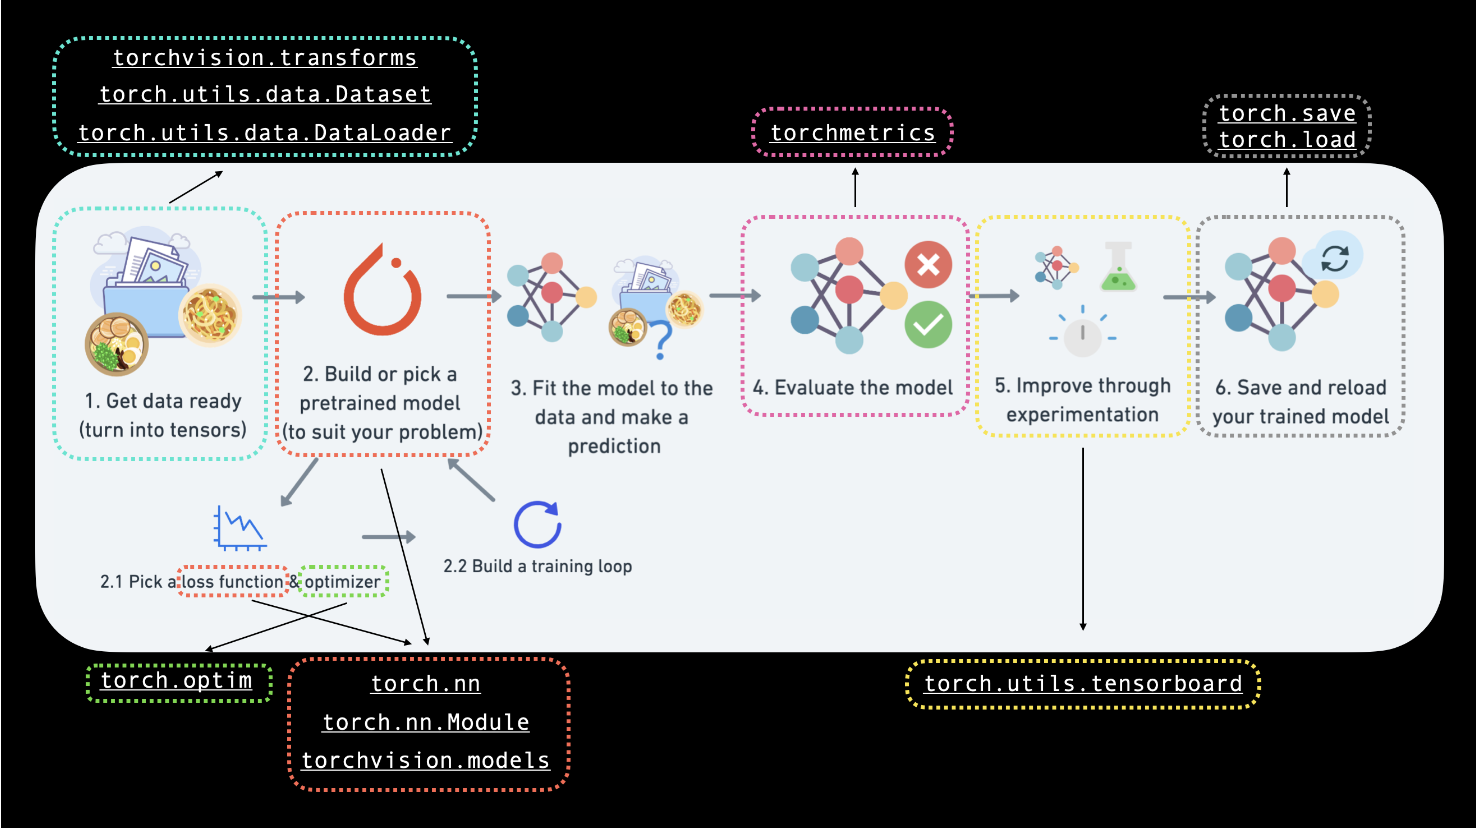 torchvision.transforms
torch.utils.data.Dataset
torch.utils.data.DataLoader
torchmetrics
torch.save
torch.load
1. Get data ready
(turn into tensors)
2. Build or pick a
pretrained model
(to suit your problem)
3. Fit the model to the
data and make a
prediction
4. Evaluate the model
5. Improve through
experimentation
6. Save and reload
your trained model
2.1 Pick a loss function & optimizer
2.2 Build a training loop
torch.optim
torch.nn
torch.nn.Module
torchvision.models
torch.utils.tensorboard